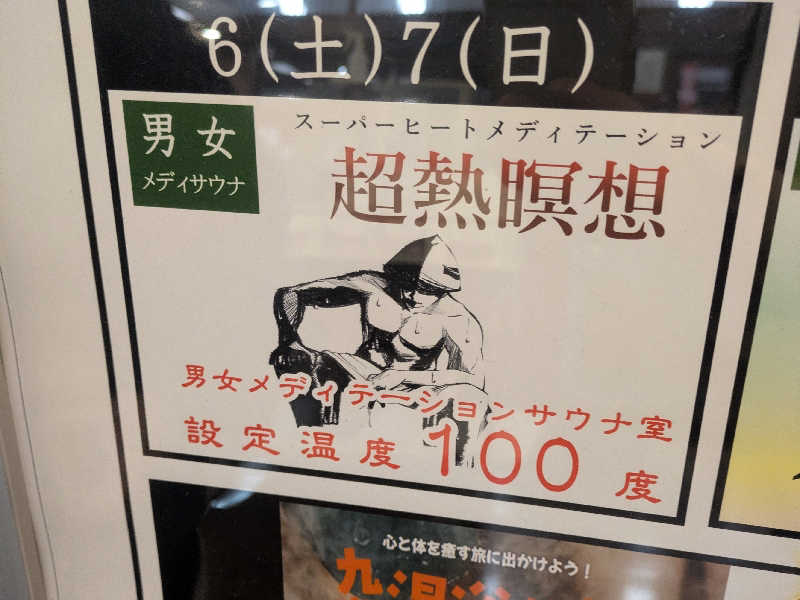 6(土)7(日)
男女
メディサウナ
スーパーヒートメディテーション
超熱瞑想
男女メディテーションサウナ室
設定温度100度
心と体を癒す旅に出かけよう！